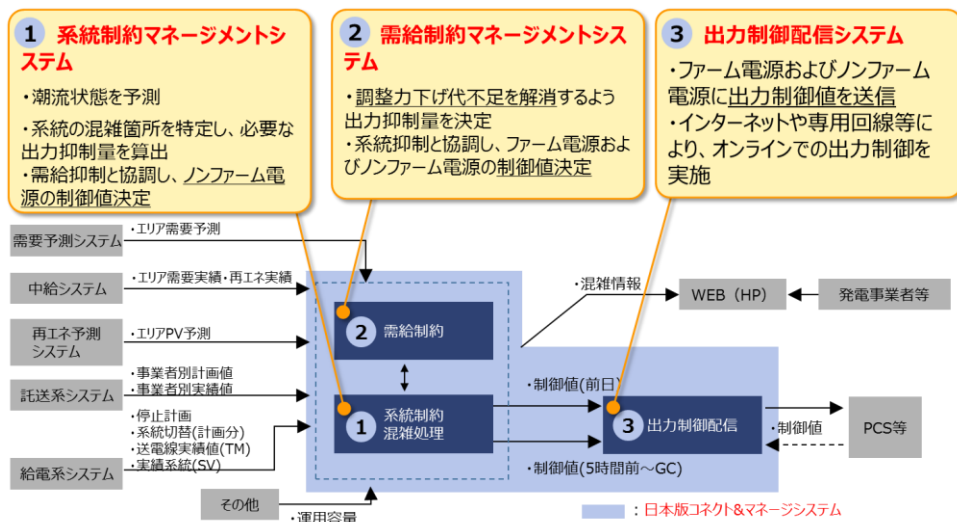 1 系統制約マネージメントシ
ステム
・潮流状態を予測
・系統の混雑箇所を特定し、必要な
出力抑制量を算出
・需給抑制と協調し、ノンファーム電
源の制御値決定
2 需給制約マネージメントシス
テム
・調整力下げ代不足を解消するよう
出力抑制量を決定
・系統抑制と協調し、ファーム電源およ
びノンファーム電源の制御値決定
3 出力制御配信システム
・ファーム電源およびノンファーム
電源に出力制御値を送信
・インターネットや専用回線等に
より、オンラインでの出力制御を
実施
需要予測システム
・エリア需要予測
中給システム
・エリア需要実績・再エネ実績
再エネ予測
システム
・エリアPV予測
託送系システム
・事業者別計画値
・事業者別実績値
給電系システム
・停止計画
・系統切替(計画分)
・送電線実績値(TM)
・実績系統(SV)
その他
・運用容量
2 需給制約
1 系統制約
混雑処理
・混雑情報
WEB（HP）
発電事業者等
・制御値(前日)
・制御値(5時間前～GC)
3 出力制御配信
・制御値
PCS等
：日本版コネクト&マネージシステム